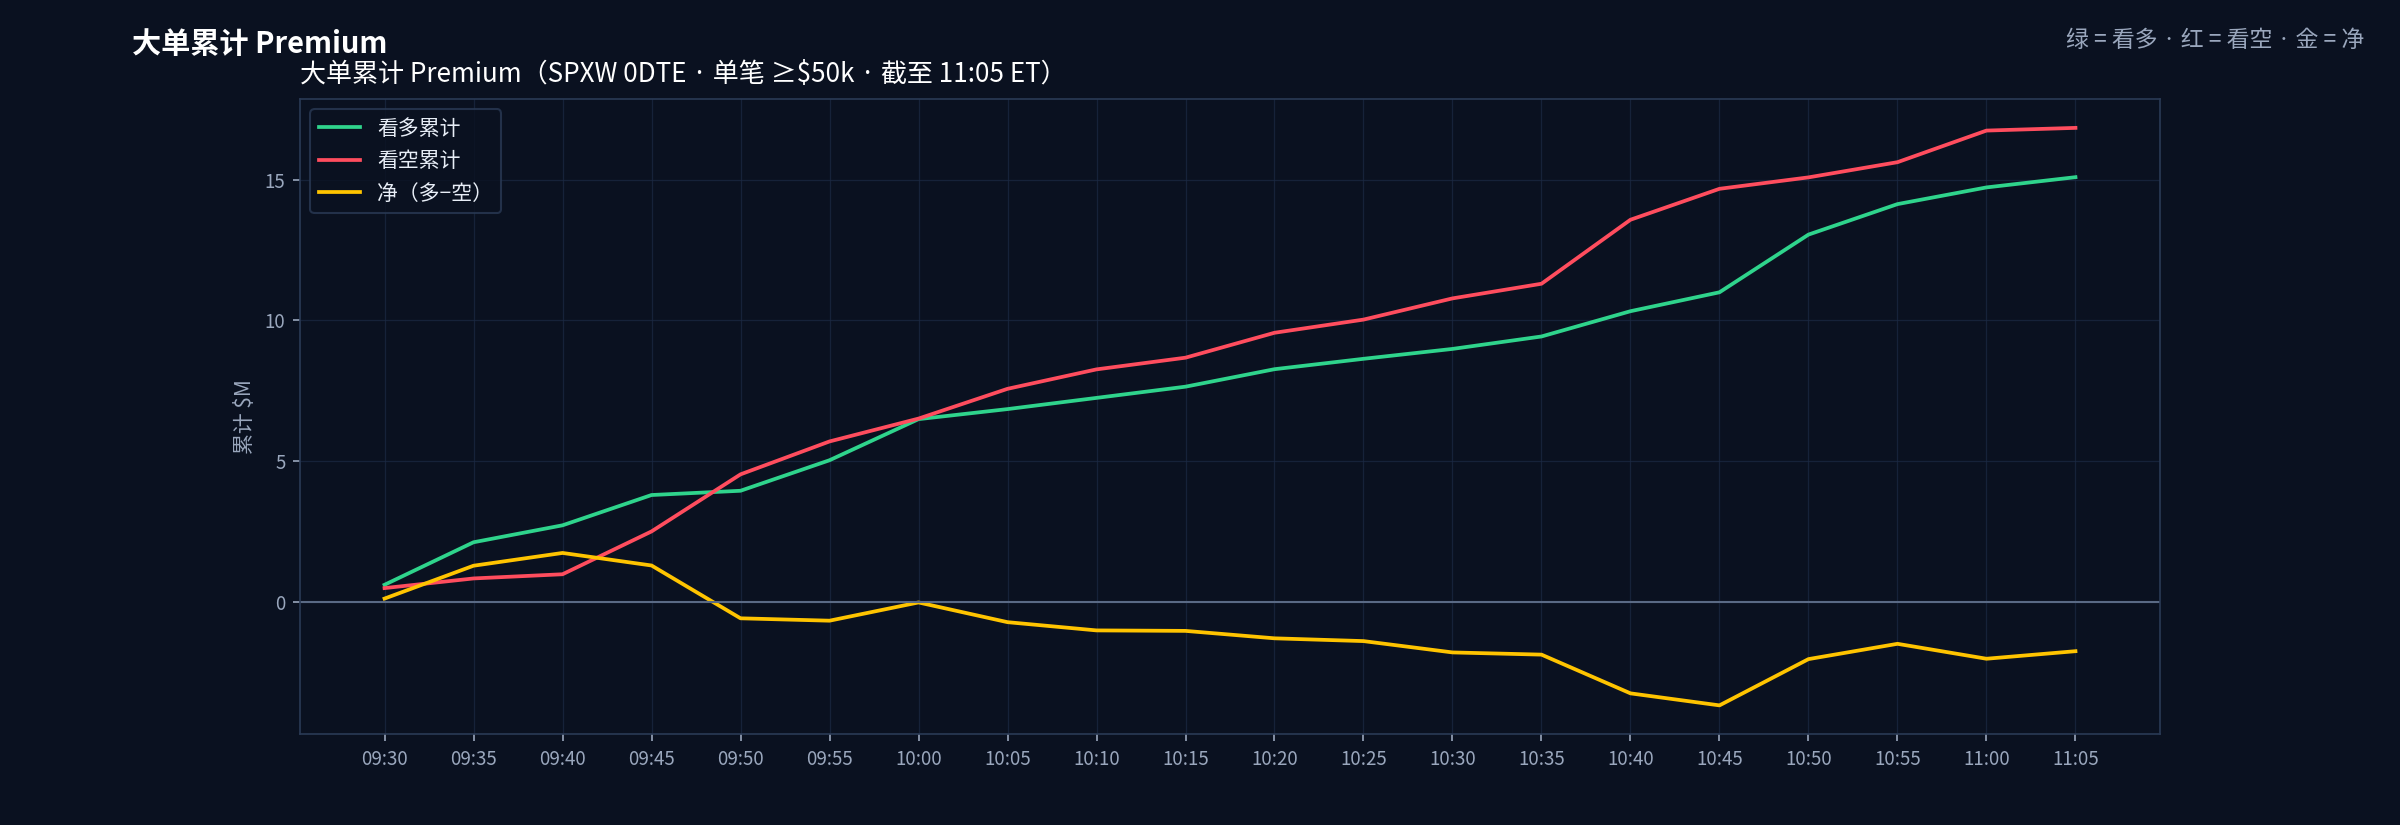 大单累计 Premium
绿 = 看多 · 红 = 看空 · 金 = 净
大单累计 Premium（SPXW 0DTE · 单笔 ≥$50k · 截至 11:05 ET）
看多累计
看空累计
净（多−空）
累计 $M
15
10
5
0
09:30 09:35 09:40 09:45 09:50 09:55 10:00 10:05 10:10 10:15 10:20 10:25 10:30 10:35 10:40 10:45 10:50 10:55 11:00 11:05